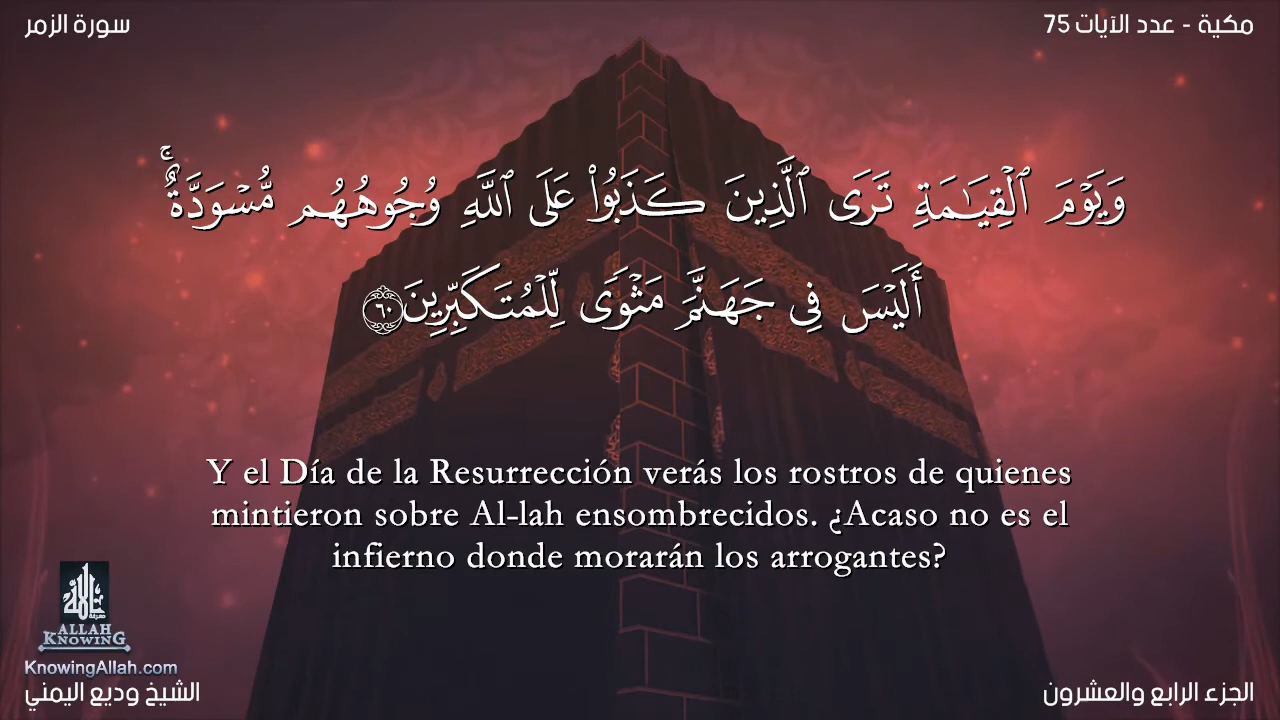 سورة الزمر
مكية - عدد الآيات 75
وَيَوْمَ ٱلْقِيَـٰمَةِ تَرَى ٱلَّذِينَ كَذَبُوا۟ عَلَى ٱللَّهِ وُجُوهُهُم مُّسْوَدَّةٌ ۚ
أَلَيْسَ فِى جَهَنَّمَ مَثْوًى لِّلْمُتَكَبِّرِينَ ٦٠
Y el Día de la Resurrección verás los rostros de quienes
mintieron sobre Al-lah ensombrecidos. ¿Acaso no es el
infierno donde morarán los arrogantes?
معرفة
الله
ALLAH
KNOWING
KnowingAllah.com
الشيخ وديع اليمني
الجزء الرابع والعشرون